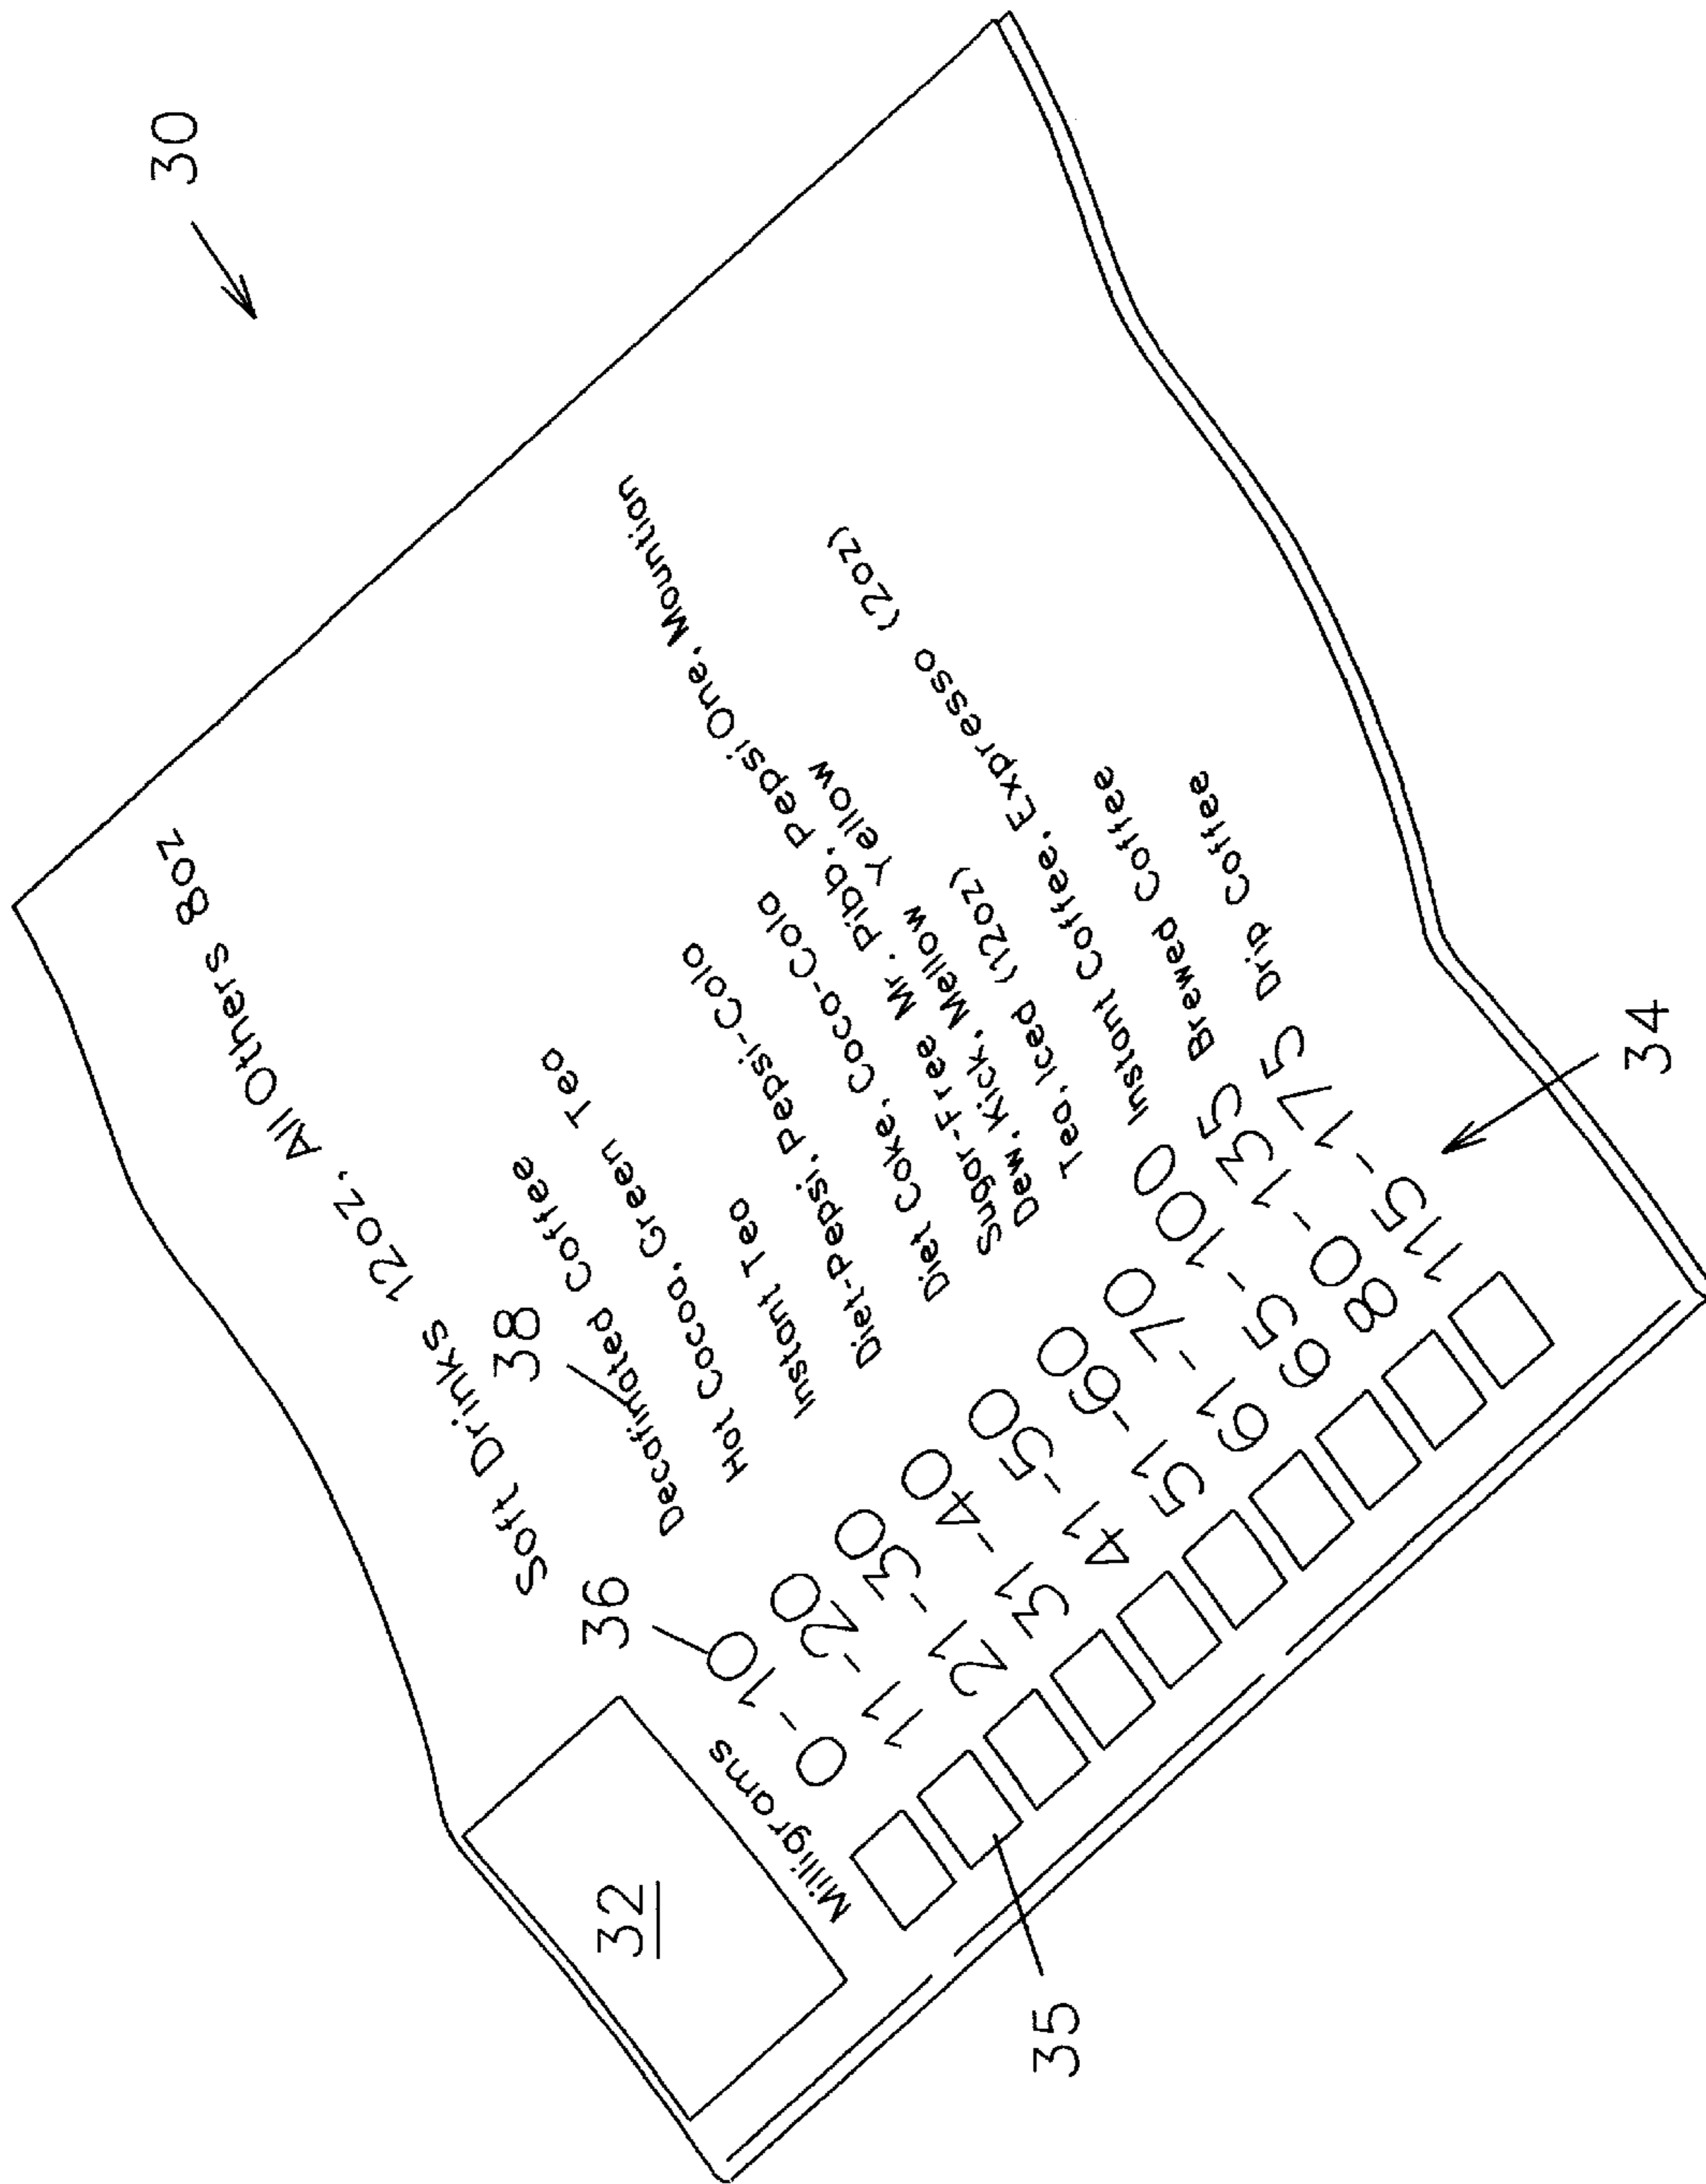 30
Soft Drinks 12oz, All Others 8oz
32
36
38
Milligrams
0-10 Decafinated Coffee
11-20 Hot Cocoa, Green Tea
21-30 Instant Tea
31-40 Diet-Pepsi, Pepsi-Cola
41-50 Diet Coke, Coca-Cola
51-60 Sugar-Free Mr. Pibb, Pepsi One, Mountian
Dew, Kick, Mellow Yellow
61-70 Tea, Iced (12oz)
65-100 Instant Coffee, Expresso (2oz)
80-135 Brewed Coffee
115-175 Drip Coffee
35
34